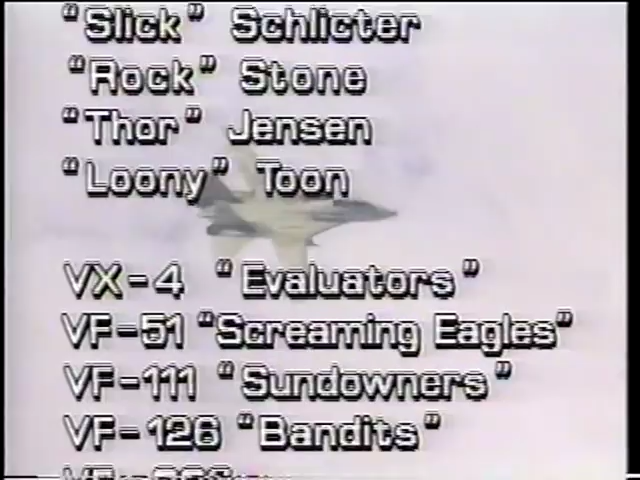 "Slick" Schlicter
"Rock" Stone
"Thor" Jensen
"Loony" Toon
VX-4 "Evaluators"
VF-51 "Screaming Eagles"
VF-111 "Sundowners"
VF-126 "Bandits"